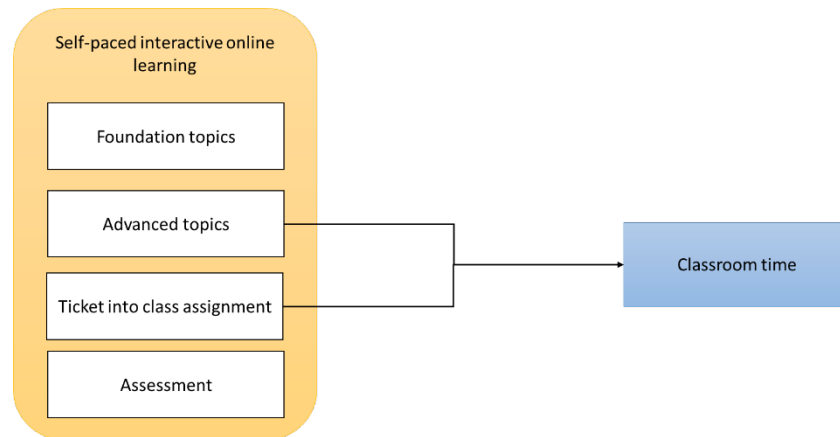 Self-paced interactive online
learning
Foundation topics
Advanced topics
Ticket into class assignment
Assessment
Classroom time